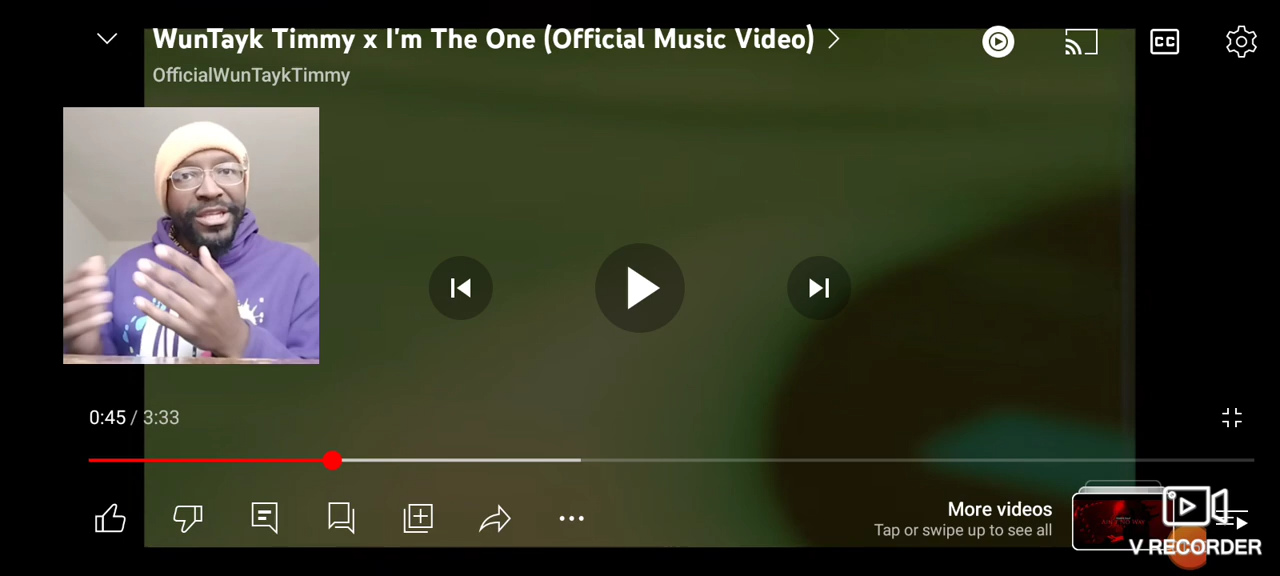 WunTayk Timmy x I'm The One (Official Music Video)
OfficialWunTaykTimmy
CC
0:45 / 3:33
More videos
Tap or swipe up to see all
V RECORDER